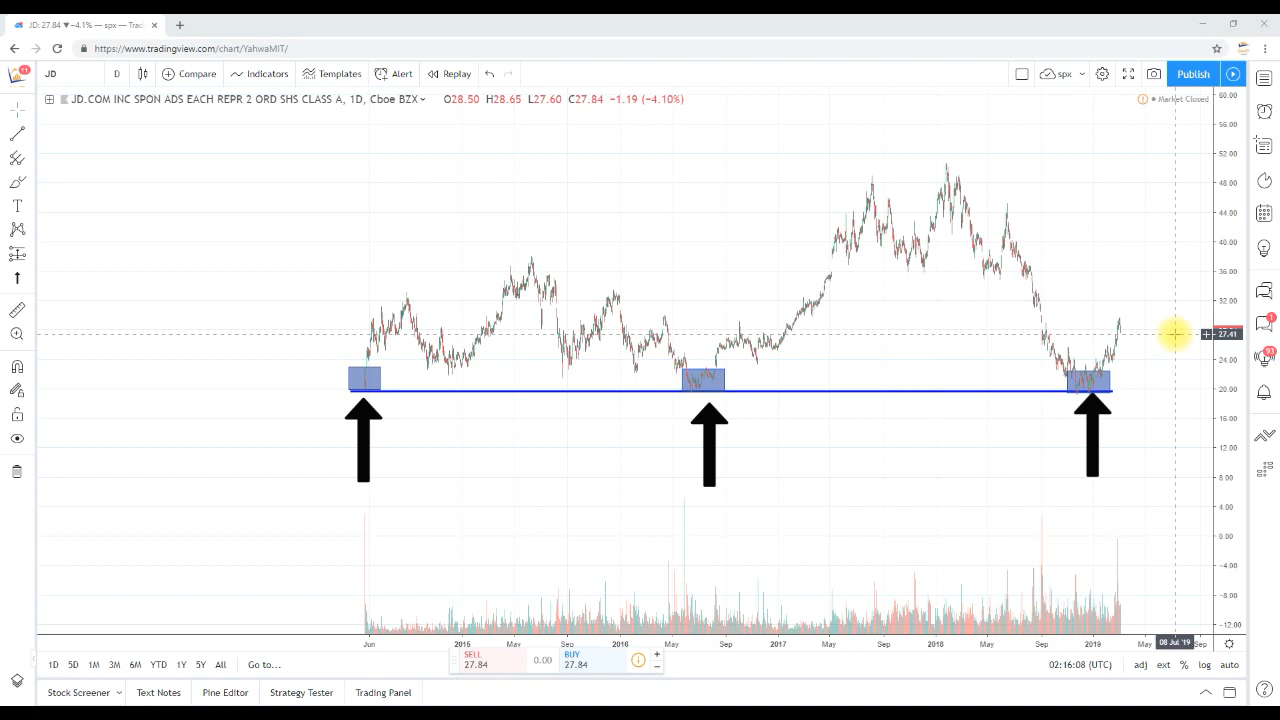 JD: 27.84 ▼−4.1% — spx — Trad
https://www.tradingview.com/chart/YahwaMIT/
11
JD D Compare Indicators Templates Alert Replay spx Publish
JD.COM INC SPON ADS EACH REPR 2 ORD SHS CLASS A, 1D, Cboe BZX O28.50 H28.65 L27.60 C27.84 −1.19 (−4.10%)
Market Closed
60.00
56.00
52.00
48.00
44.00
40.00
36.00
32.00
27.41
24.00
20.00
16.00
12.00
8.00
4.00
0.00
−4.00
−8.00
−12.00
1
93
Jun 2015 May Sep 2016 May Sep 2017 May Sep 2018 May Sep 2019 May 08 Jul '19 Sep
SELL
27.84
0.00
BUY
27.84
1D 5D 1M 3M 6M YTD 1Y 5Y All Go to... 02:16:08 (UTC) adj ext % log auto
Stock Screener Text Notes Pine Editor Strategy Tester Trading Panel